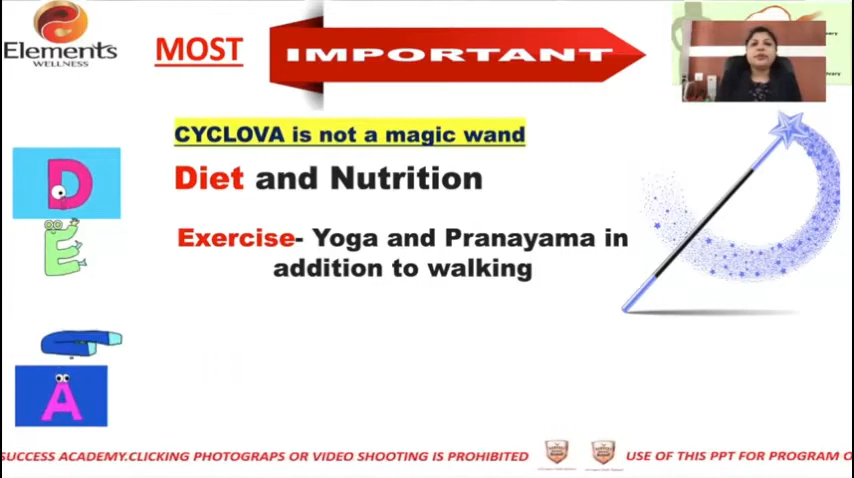 Elements
WELLNESS
MOST
IMPORTANT
CYCLOVA is not a magic wand
Diet and Nutrition
Exercise- Yoga and Pranayama in
addition to walking
D
E
A
SUCCESS ACADEMY.CLICKING PHOTOGRAPS OR VIDEO SHOOTING IS PROHIBITED
USE OF THIS PPT FOR PROGRAM O